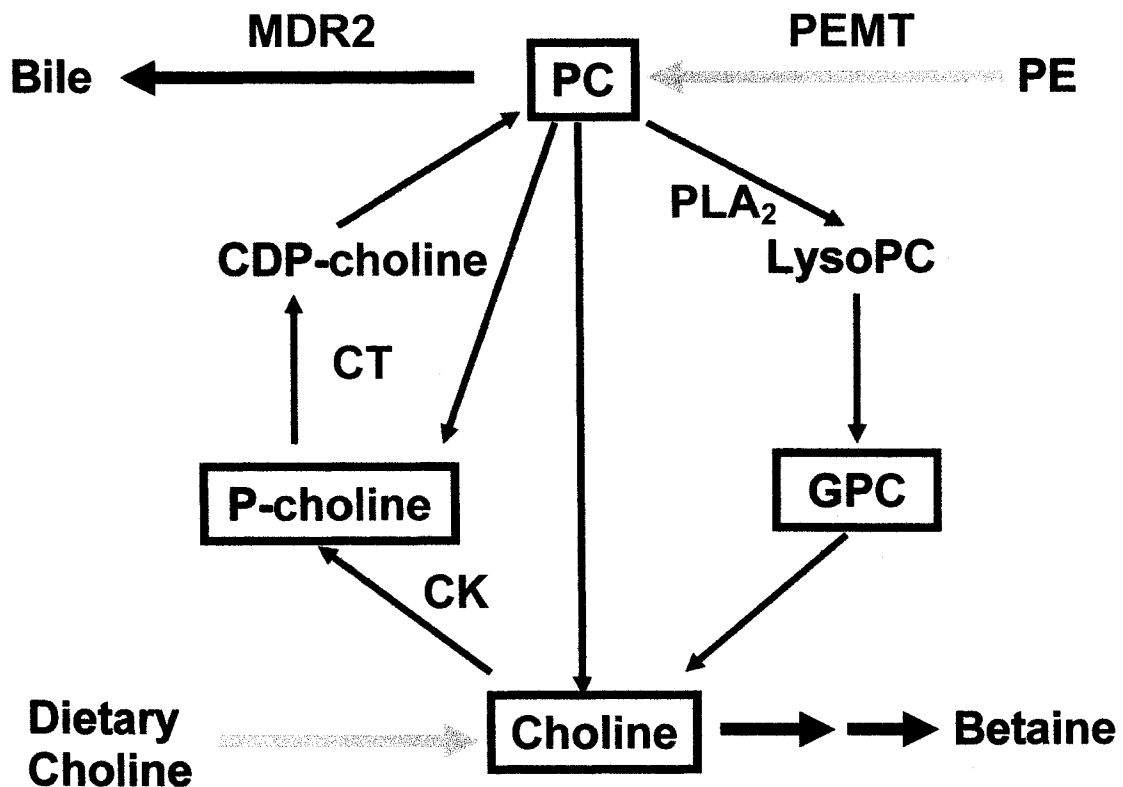 MDR2
PEMT
Bile
PC
PE
PLA₂
CDP-choline
LysoPC
CT
P-choline
GPC
CK
Dietary
Choline
Choline
Betaine